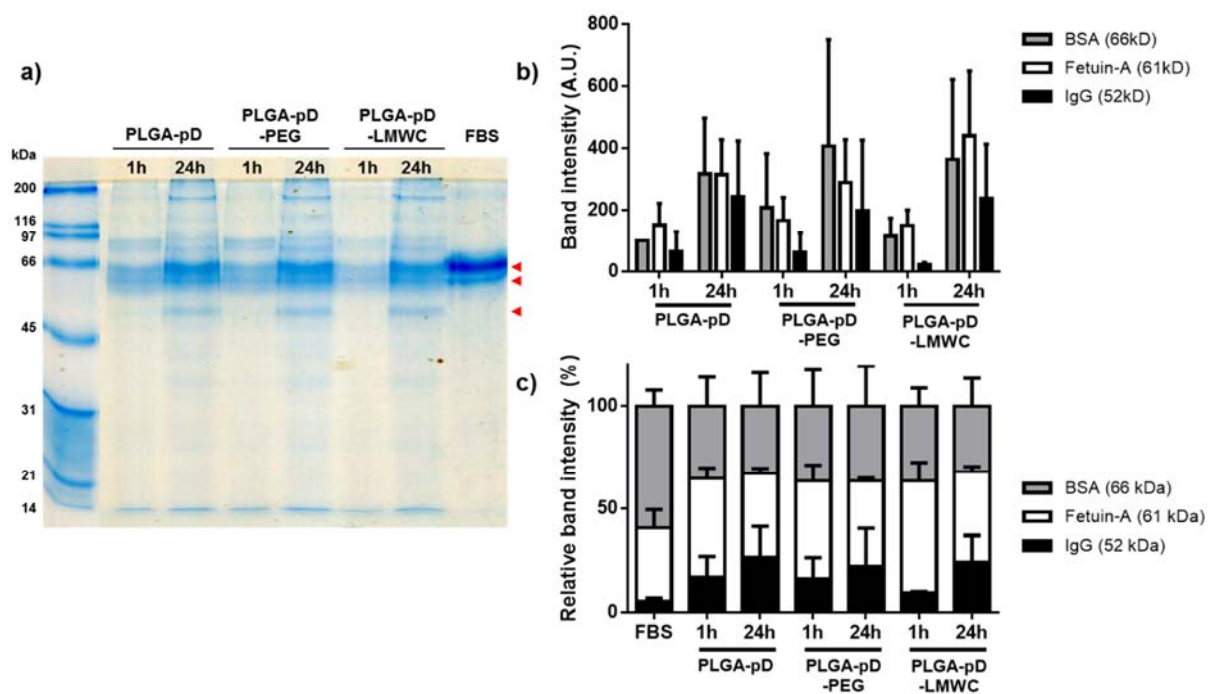 a)
PLGA-pD
PLGA-pD
-PEG
PLGA-pD
-LMWC
FBS
kDa
1h 24h 1h 24h 1h 24h
200
116
97
66
45
31
21
14
b)
Band intensitiy (A.U.)
800
600
400
200
0
1h 24h 1h 24h 1h 24h
PLGA-pD
PLGA-pD
-PEG
PLGA-pD
-LMWC
BSA (66kD)
Fetuin-A (61kD)
IgG (52kD)
c)
Relative band intensity (%)
100
50
0
FBS 1h 24h 1h 24h 1h 24h
PLGA-pD
PLGA-pD
-PEG
PLGA-pD
-LMWC
BSA (66 kDa)
Fetuin-A (61 kDa)
IgG (52 kDa)